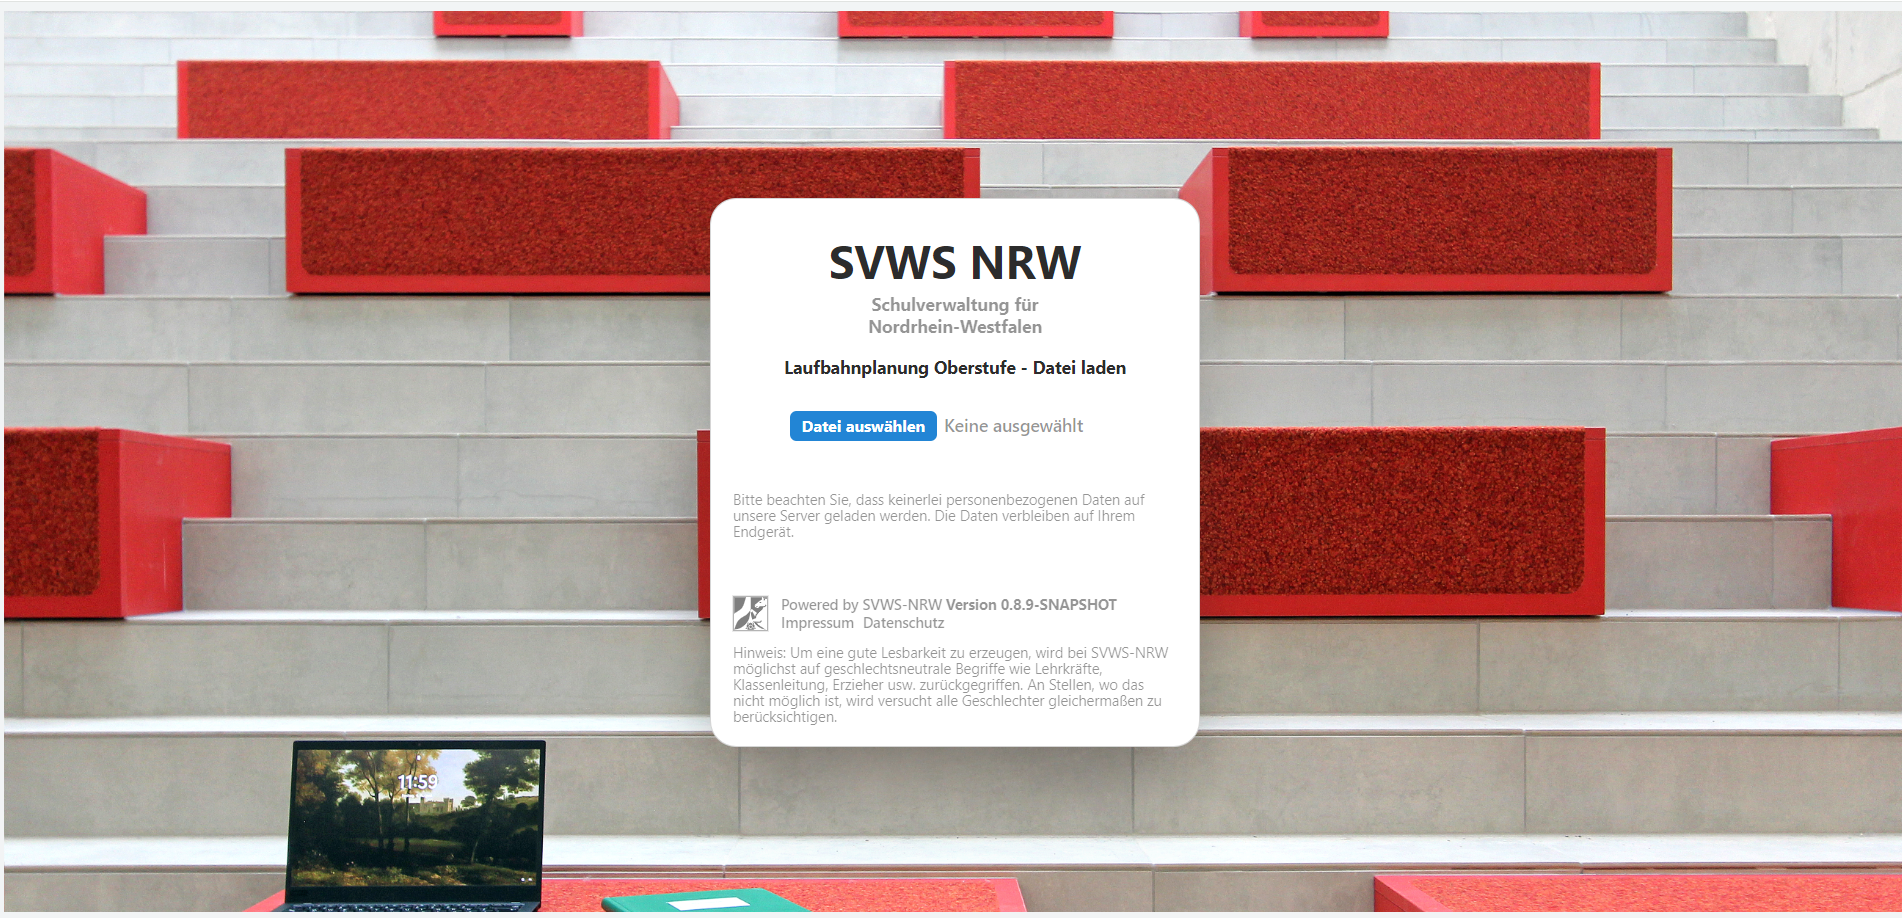 SVWS NRW
Schulverwaltung für
Nordrhein-Westfalen
Laufbahnplanung Oberstufe - Datei laden
Datei auswählen Keine ausgewählt
Bitte beachten Sie, dass keinerlei personenbezogenen Daten auf
unsere Server geladen werden. Die Daten verbleiben auf Ihrem
Endgerät.
Powered by SVWS-NRW Version 0.8.9-SNAPSHOT
Impressum Datenschutz
Hinweis: Um eine gute Lesbarkeit zu erzeugen, wird bei SVWS-NRW
möglichst auf geschlechtsneutrale Begriffe wie Lehrkräfte,
Klassenleitung, Erzieher usw. zurückgegriffen. An Stellen, wo das
nicht möglich ist, wird versucht alle Geschlechter gleichermaßen zu
berücksichtigen.
11:59